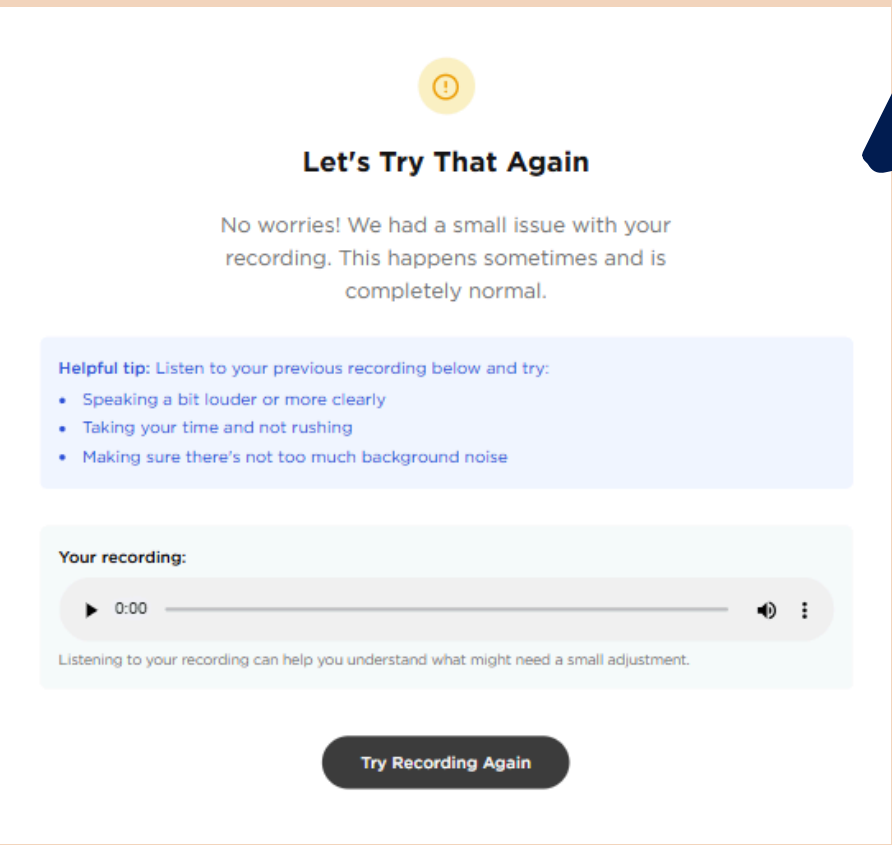 Let's Try That Again
No worries! We had a small issue with your
recording. This happens sometimes and is
completely normal.
Helpful tip: Listen to your previous recording below and try:
• Speaking a bit louder or more clearly
• Taking your time and not rushing
• Making sure there's not too much background noise
Your recording:
0:00
Listening to your recording can help you understand what might need a small adjustment.
Try Recording Again